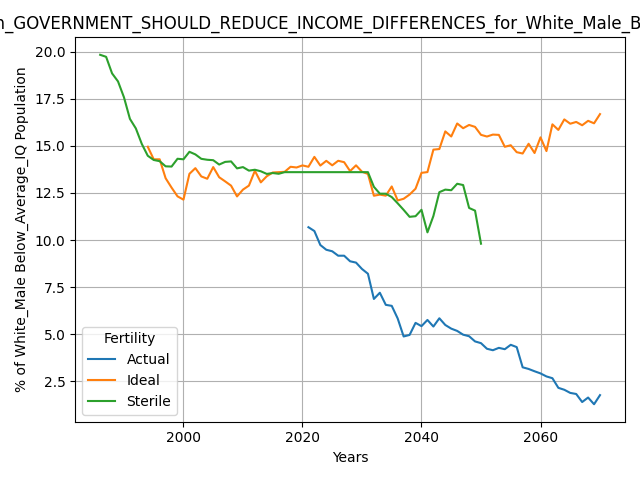 GOVERNMENT_SHOULD_REDUCE_INCOME_DIFFERENCES_for_White_Male_B
% of White_Male Below_Average_IQ Population
20.0
17.5
15.0
12.5
10.0
7.5
5.0
2.5
Fertility
Actual
Ideal
Sterile
2000
2020
2040
2060
Years